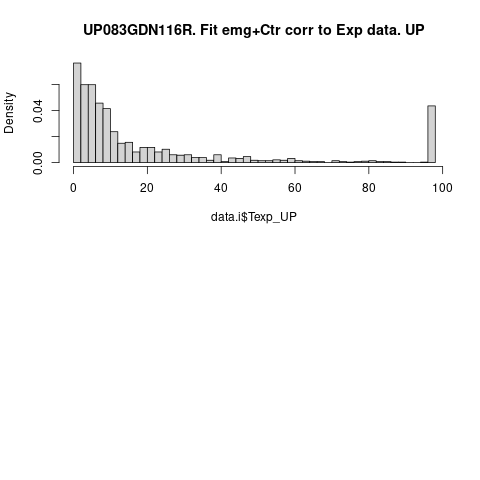 UP083GDN116R. Fit emg+Ctr corr to Exp data. UP
Density
0.04
0.00
0 20 40 60 80 100
data.i$Texp_UP